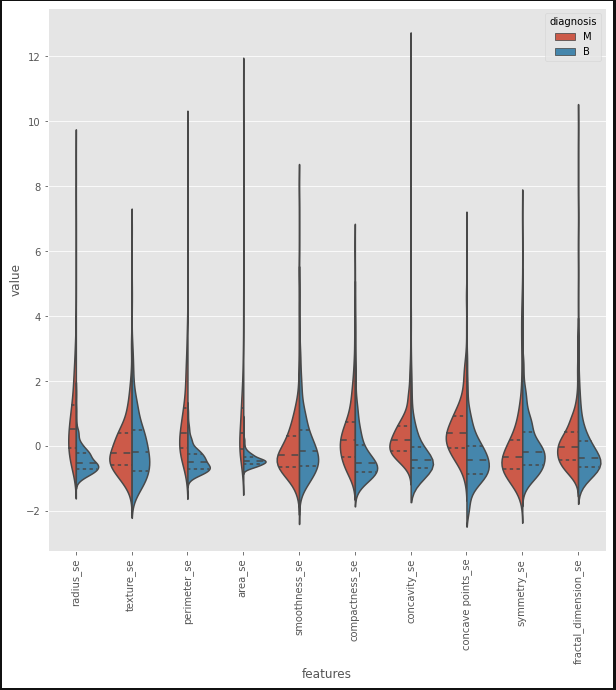 diagnosis
M
B
12
10
8
6
4
2
0
−2
value
radius_se
texture_se
perimeter_se
area_se
smoothness_se
compactness_se
concavity_se
concave points_se
symmetry_se
fractal_dimension_se
features